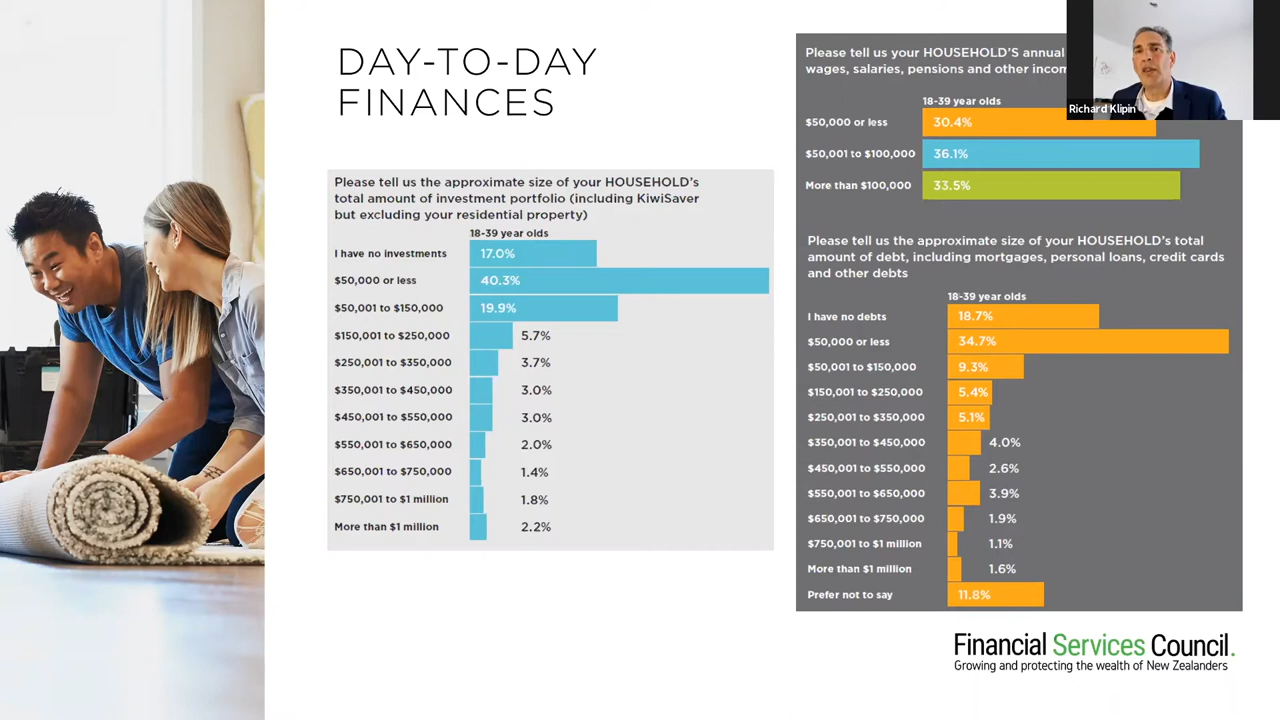 DAY-TO-DAY
FINANCES
Please tell us the approximate size of your HOUSEHOLD's
total amount of investment portfolio (including KiwiSaver
but excluding your residential property)
18-39 year olds
I have no investments 17.0%
$50,000 or less 40.3%
$50,001 to $150,000 19.9%
$150,001 to $250,000 5.7%
$250,001 to $350,000 3.7%
$350,001 to $450,000 3.0%
$450,001 to $550,000 3.0%
$550,001 to $650,000 2.0%
$650,001 to $750,000 1.4%
$750,001 to $1 million 1.8%
More than $1 million 2.2%
Please tell us your HOUSEHOLD'S annual
wages, salaries, pensions and other
18-39 year olds
$50,000 or less 30.4%
$50,001 to $100,000 36.1%
More than $100,000 33.5%
Richard Klipin
Please tell us the approximate size of your HOUSEHOLD's total
amount of debt, including mortgages, personal loans, credit cards
and other debts
18-39 year olds
I have no debts 18.7%
$50,000 or less 34.7%
$50,001 to $150,000 9.3%
$150,001 to $250,000 5.4%
$250,001 to $350,000 5.1%
$350,001 to $450,000 4.0%
$450,001 to $550,000 2.6%
$550,001 to $650,000 3.9%
$650,001 to $750,000 1.9%
$750,001 to $1 million 1.1%
More than $1 million 1.6%
Prefer not to say 11.8%
Financial Services Council.
Growing and protecting the wealth of New Zealanders